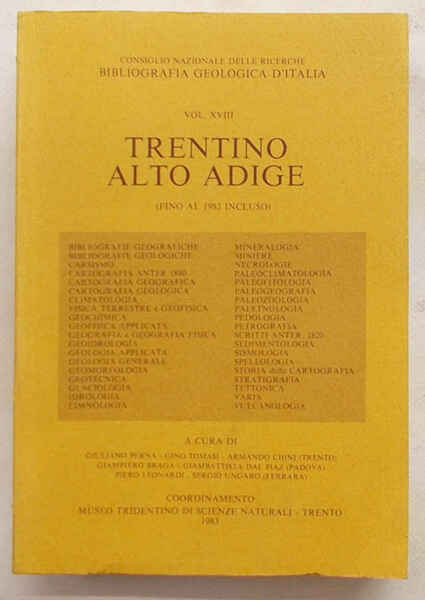 CONSIGLIO NAZIONALE DELLE RICERCHE
BIBLIOGRAFIA GEOLOGICA D'ITALIA
VOL. XVIII
TRENTINO
ALTO ADIGE
(FINO AL 1982 INCLUSO)
BIBLIOGRAFIE GEOGRAFICHE
BIBLIOGRAFIE GEOLOGICHE
CARSISMO
CARTOGRAFIA ANTER. 1800
CARTOGRAFIA GEOGRAFICA
CARTOGRAFIA GEOLOGICA
CLIMATOLOGIA
FISICA TERRESTRE e GEOFISICA
GEOCHIMICA
GEOFISICA APPLICATA
GEOGRAFIA e GEOGRAFIA FISICA
GEOIDROLOGIA
GEOLOGIA APPLICATA
GEOLOGIA GENERALE
GEOMORFOLOGIA
GEOTECNICA
GLACIOLOGIA
IDROLOGIA
LIMNOLOGIA
MINERALOGIA
MINIERE
NECROLOGIE
PALEOCLIMATOLOGIA
PALEOFITOLOGIA
PALEOGEOGRAFIA
PALEOZOOLOGIA
PALETNOLOGIA
PEDOLOGIA
PETROGRAFIA
SCRITTI ANTER. 1820
SEDIMENTOLOGIA
SISMOLOGIA
SPELEOLOGIA
STORIA della CARTOGRAFIA
STRATIGRAFIA
TETTONICA
VARIA
VULCANOLOGIA
A CURA DI
GIULIANO PERNA - GINO TOMASI - ARMANDO CHINI (TRENTO)
GIAMPIERO BRAGA - GIAMBATTISTA DAL PIAZ (PADOVA)
PIERO LEONARDI - SERGIO UNGARO (FERRARA)
COORDINAMENTO
MUSEO TRIDENTINO DI SCIENZE NATURALI - TRENTO
1983